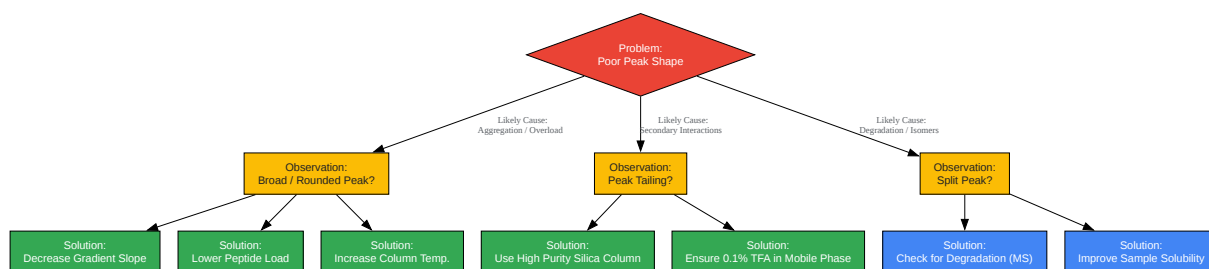 Problem:
Poor Peak Shape
Likely Cause:
Aggregation / Overload
Likely Cause:
Secondary Interactions
Likely Cause:
Degradation / Isomers
Observation:
Broad / Rounded Peak?
Observation:
Peak Tailing?
Observation:
Split Peak?
Solution:
Decrease Gradient Slope
Solution:
Lower Peptide Load
Solution:
Increase Column Temp.
Solution:
Use High Purity Silica Column
Solution:
Ensure 0.1% TFA in Mobile Phase
Solution:
Check for Degradation (MS)
Solution:
Improve Sample Solubility